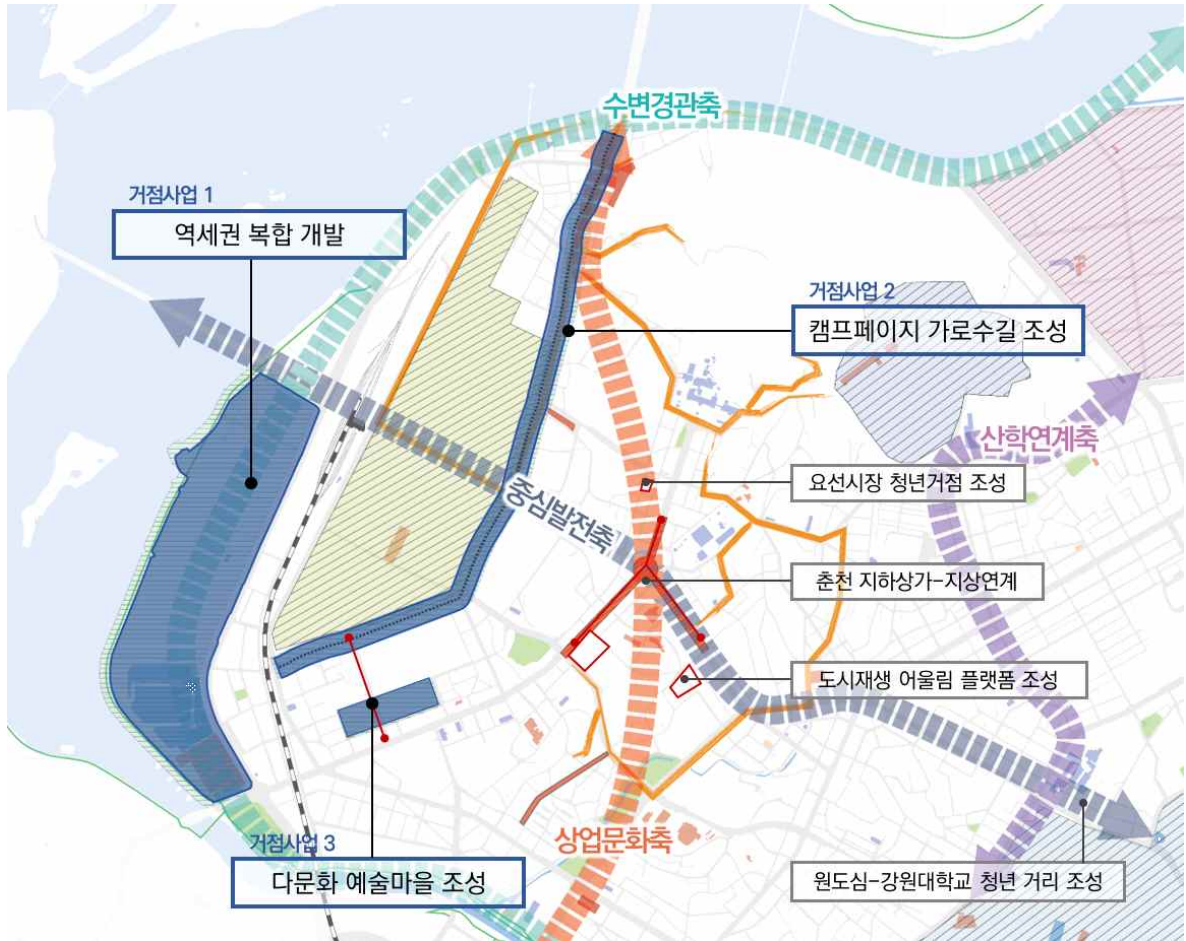 수변경관축
거점사업 1
역세권 복합 개발
거점사업 2
캠프페이지 가로수길 조성
산학연계축
요선시장 청년거점 조성
중심발전축
춘천 지하상가-지상연계
도시재생 어울림 플랫폼 조성
상업문화축
거점사업 3
다문화 예술마을 조성
원도심-강원대학교 청년 거리 조성